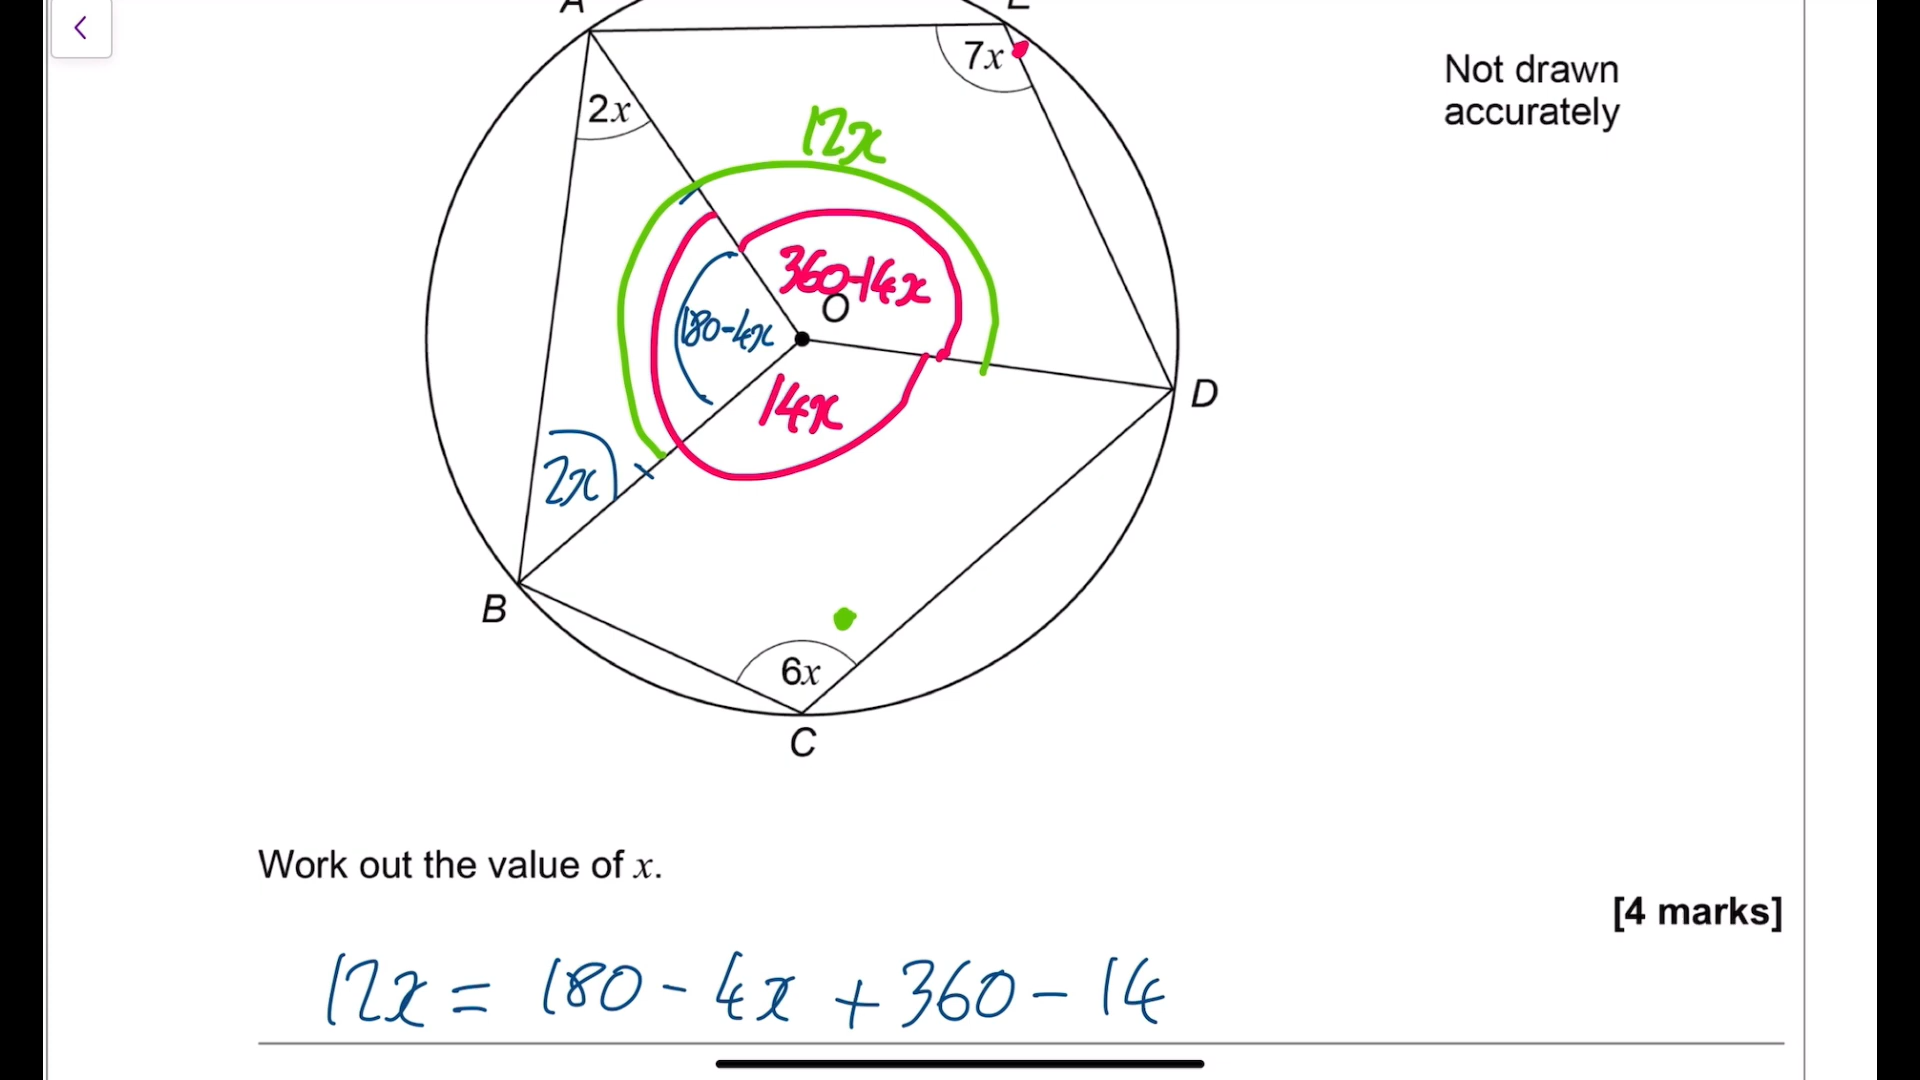 A
E
7x
Not drawn
accurately
2x
12x
360-14x
O
180-4x
14x
D
2x
B
6x
C
Work out the value of x.
[4 marks]
12x = 180 - 4x + 360 - 14